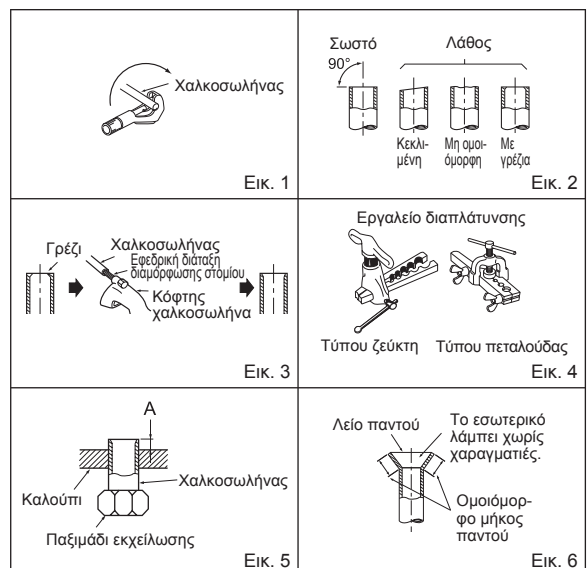 Χαλκοσωλήνας
Εικ. 1
Σωστό
Λάθος
90°
Κεκλι-
μένη
Μη ομοι-
όμορφη
Με
γρέζια
Εικ. 2
Γρέζι
Χαλκοσωλήνας
Εφεδρική διάταξη
διαμόρφωσης στομίου
Κόφτης
χαλκοσωλήνα
Εικ. 3
Εργαλείο διαπλάτυνσης
Τύπου ζεύκτη
Τύπου πεταλούδας
Εικ. 4
A
Καλούπι
Χαλκοσωλήνας
Παξιμάδι εκχείλωσης
Εικ. 5
Λείο παντού
Το εσωτερικό
λάμπει χωρίς
χαραγματιές.
Ομοιόμορ-
φο μήκος
παντού
Εικ. 6